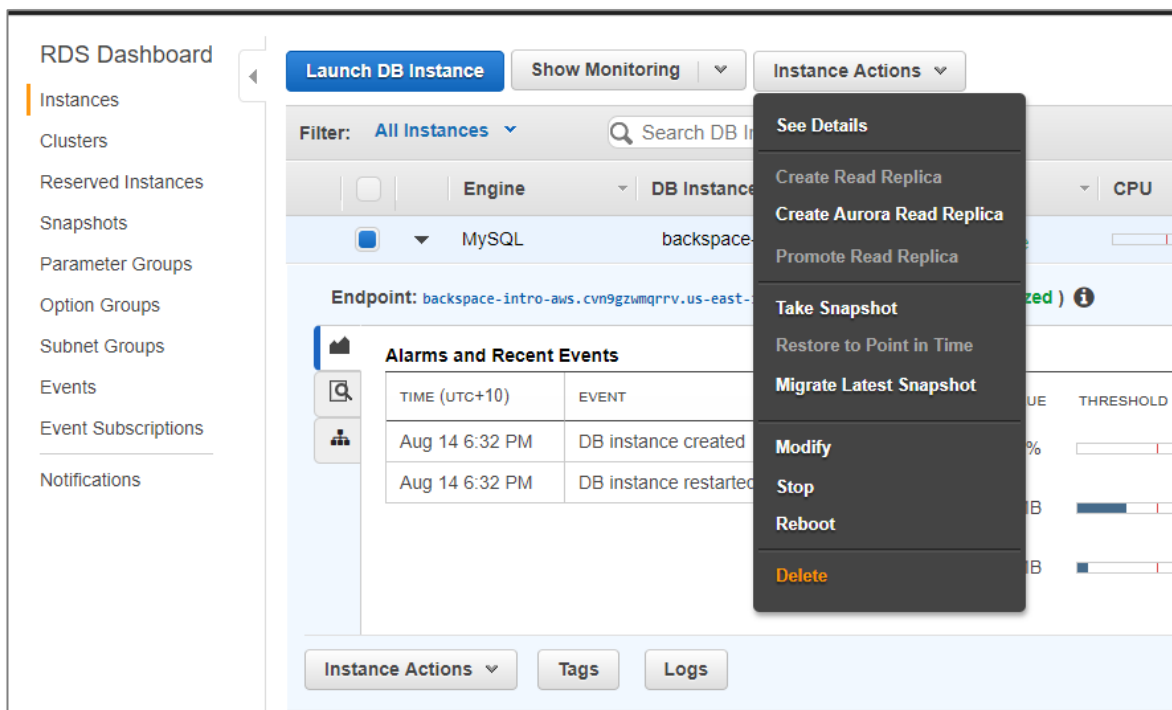 RDS Dashboard
Instances
Clusters
Reserved Instances
Snapshots
Parameter Groups
Option Groups
Subnet Groups
Events
Event Subscriptions
Notifications
Launch DB Instance Show Monitoring Instance Actions
Filter: All Instances Search DB
Engine DB Instance CPU
MySQL backspace-
Endpoint: backspace-intro-aws.cvn9gzwmqrrv.us-east- zed )
Alarms and Recent Events
TIME (UTC+10) EVENT UE THRESHOLD
Aug 14 6:32 PM DB instance created %
Aug 14 6:32 PM DB instance restarted IB
IB
See Details
Create Read Replica
Create Aurora Read Replica
Promote Read Replica
Take Snapshot
Restore to Point in Time
Migrate Latest Snapshot
Modify
Stop
Reboot
Delete
Instance Actions Tags Logs